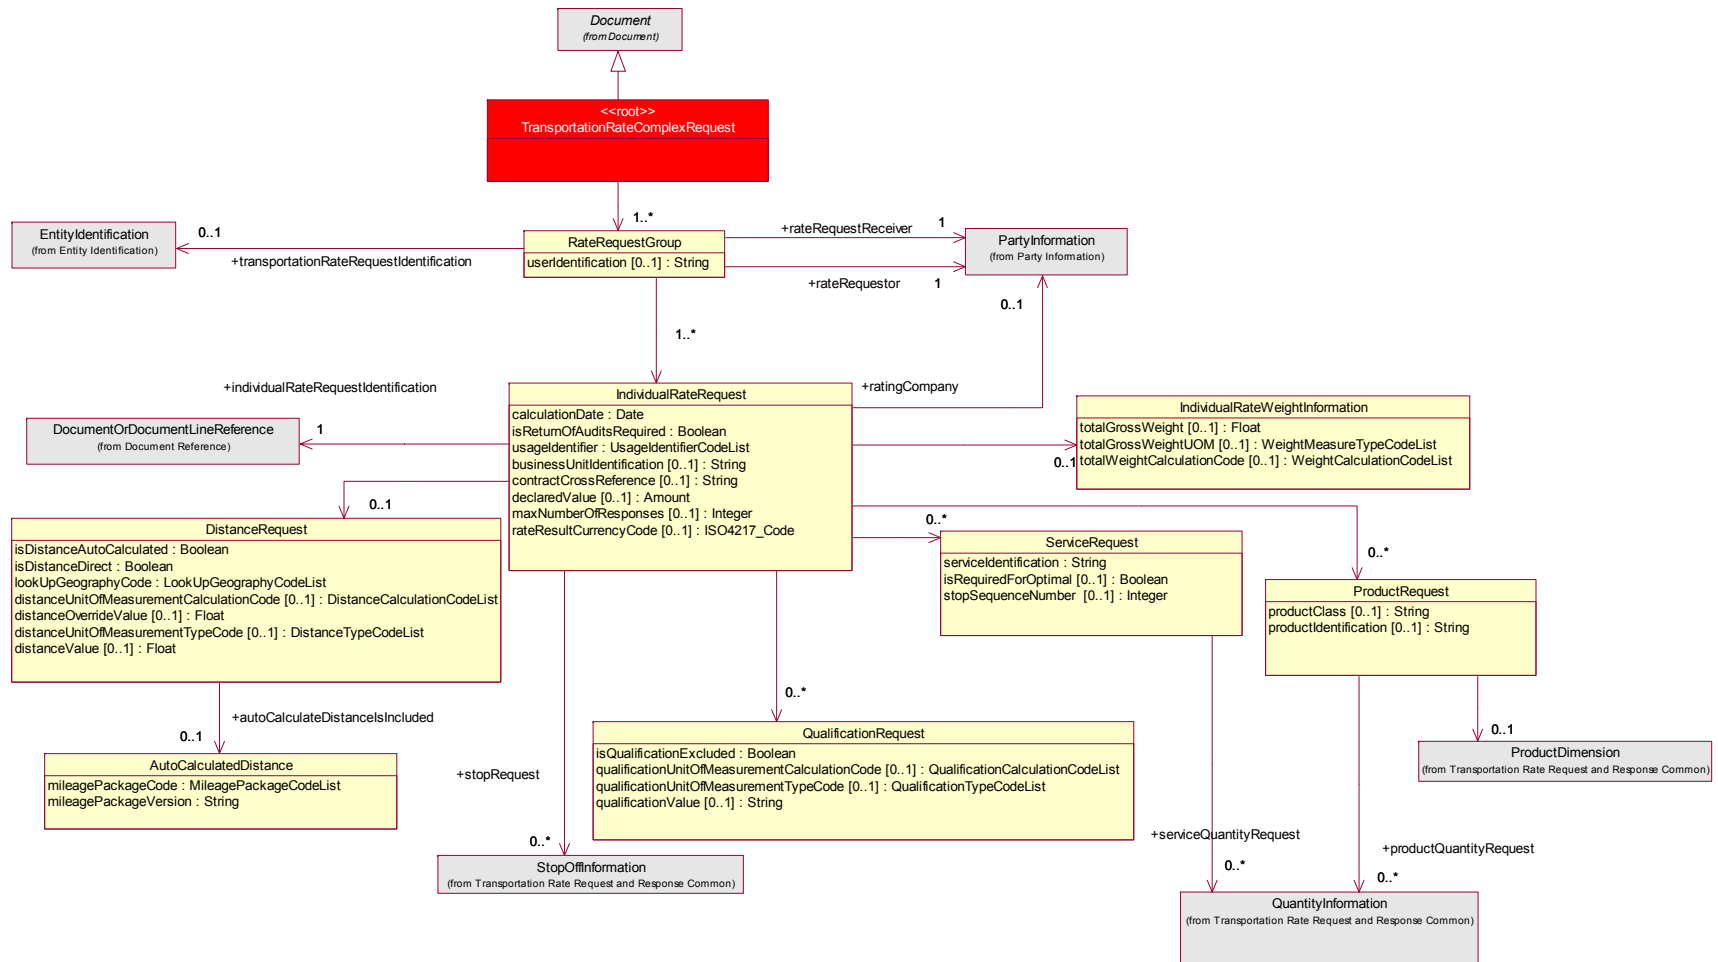 Document
(from Document)
<<root>>
TransportationRateComplexRequest
1..*
EntityIdentification
(from Entity Identification)
0..1
+transportationRateRequestIdentification
RateRequestGroup
userIdentification [0..1] : String
+rateRequestReceiver
1
+rateRequestor
1
PartyInformation
(from Party Information)
0..1
1..*
+individualRateRequestIdentification
+ratingCompany
DocumentOrDocumentLineReference
(from Document Reference)
1
IndividualRateRequest
calculationDate : Date
isReturnOfAuditsRequired : Boolean
usageIdentifier : UsageIdentifierCodeList
businessUnitIdentification [0..1] : String
contractCrossReference [0..1] : String
declaredValue [0..1] : Amount
maxNumberOfResponses [0..1] : Integer
rateResultCurrencyCode [0..1] : ISO4217_Code
IndividualRateWeightInformation
totalGrossWeight [0..1] : Float
totalGrossWeightUOM [0..1] : WeightMeasureTypeCodeList
totalWeightCalculationCode [0..1] : WeightCalculationCodeList
0..1
0..1
DistanceRequest
isDistanceAutoCalculated : Boolean
isDistanceDirect : Boolean
lookUpGeographyCode : LookUpGeographyCodeList
distanceUnitOfMeasurementCalculationCode [0..1] : DistanceCalculationCodeList
distanceOverrideValue [0..1] : Float
distanceUnitOfMeasurementTypeCode [0..1] : DistanceTypeCodeList
distanceValue [0..1] : Float
0..*
ServiceRequest
serviceIdentification : String
isRequiredForOptimal [0..1] : Boolean
stopSequenceNumber [0..1] : Integer
0..*
ProductRequest
productClass [0..1] : String
productIdentification [0..1] : String
+autoCalculateDistanceIsIncluded
0..1
AutoCalculatedDistance
mileagePackageCode : MileagePackageCodeList
mileagePackageVersion : String
0..*
QualificationRequest
isQualificationExcluded : Boolean
qualificationUnitOfMeasurementCalculationCode [0..1] : QualificationCalculationCodeList
qualificationUnitOfMeasurementTypeCode [0..1] : QualificationTypeCodeList
qualificationValue [0..1] : String
0..1
ProductDimension
(from Transportation Rate Request and Response Common)
+stopRequest
0..*
StopOffInformation
(from Transportation Rate Request and Response Common)
+serviceQuantityRequest
0..*
+productQuantityRequest
0..*
QuantityInformation
(from Transportation Rate Request and Response Common)